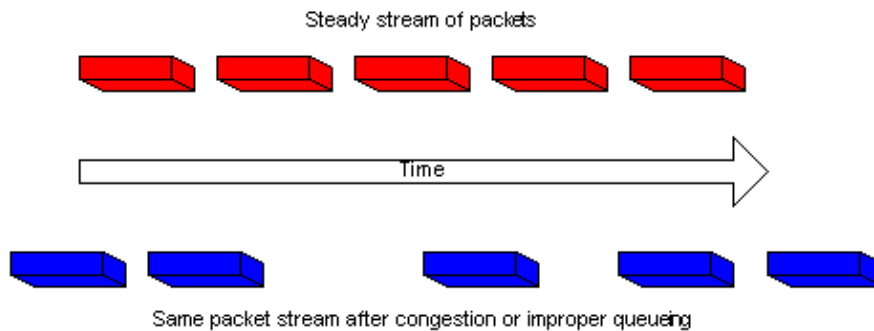 Steady stream of packets
Time
Same packet stream after congestion or improper queueing